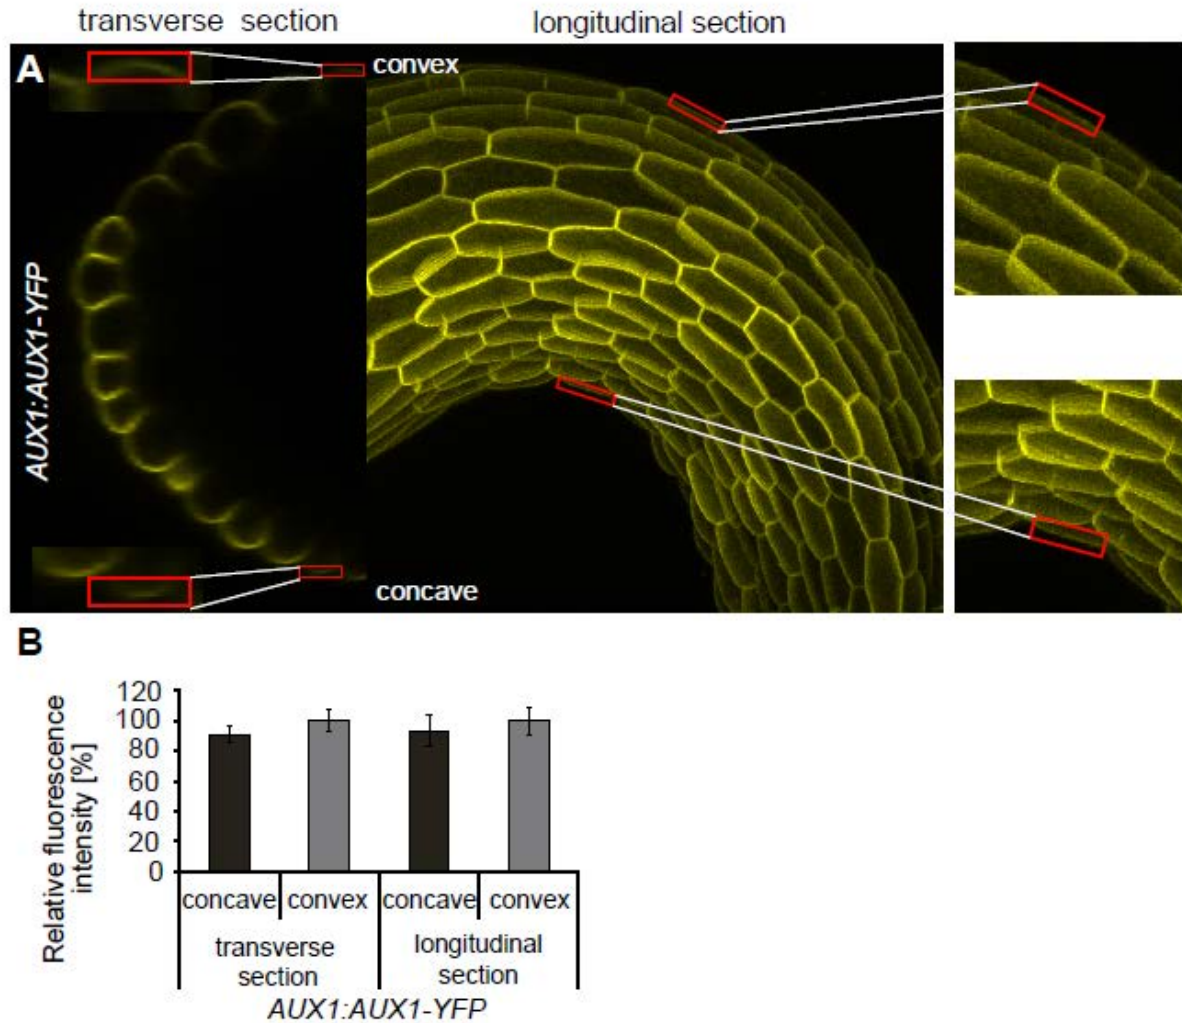 transverse section
longitudinal section
A
convex
AUX1:AUX1-YFP
concave
B
Relative fluorescence
intensity [%]
120
100
80
60
40
20
0
concave
convex
concave
convex
transverse
section
longitudinal
section
AUX1:AUX1-YFP